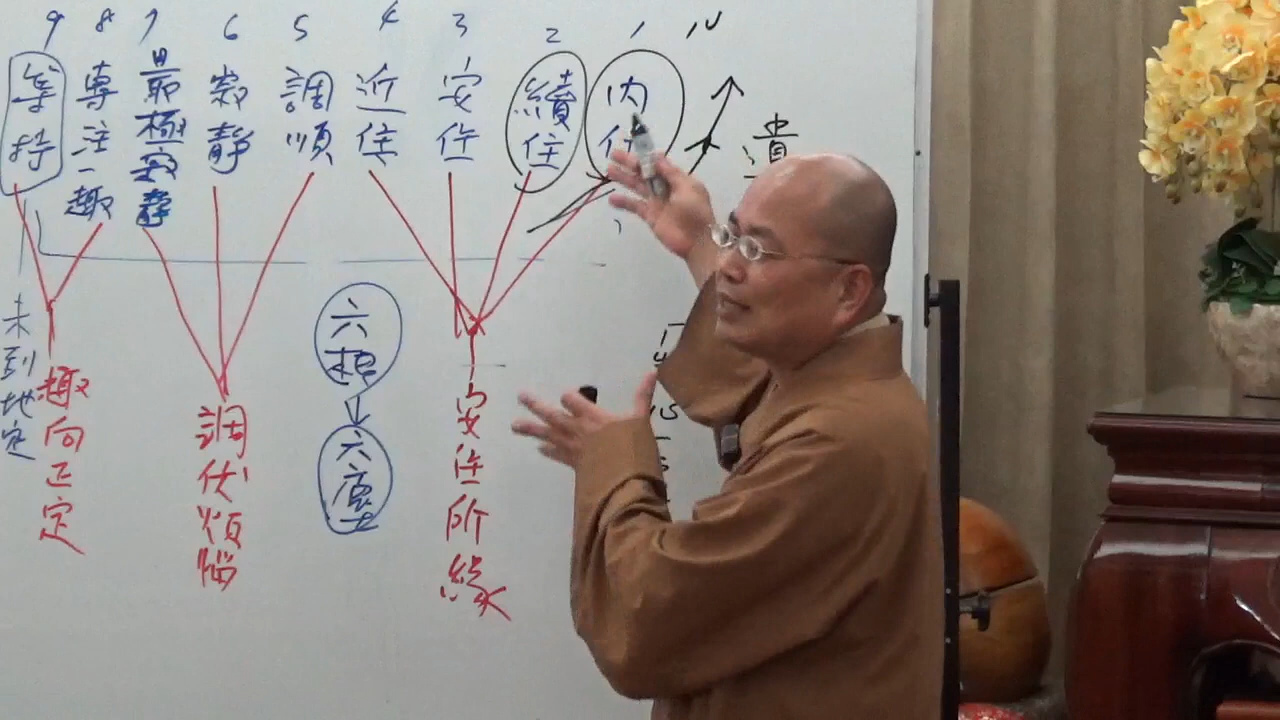 9 8 7 6 5 4 3 2 1
內住
續住
安住
近住
調順
寂靜
最極寂靜
專注一趣
等持
遺
安住所緣
六根
六塵
調伏煩惱
趣向正定
未到地定